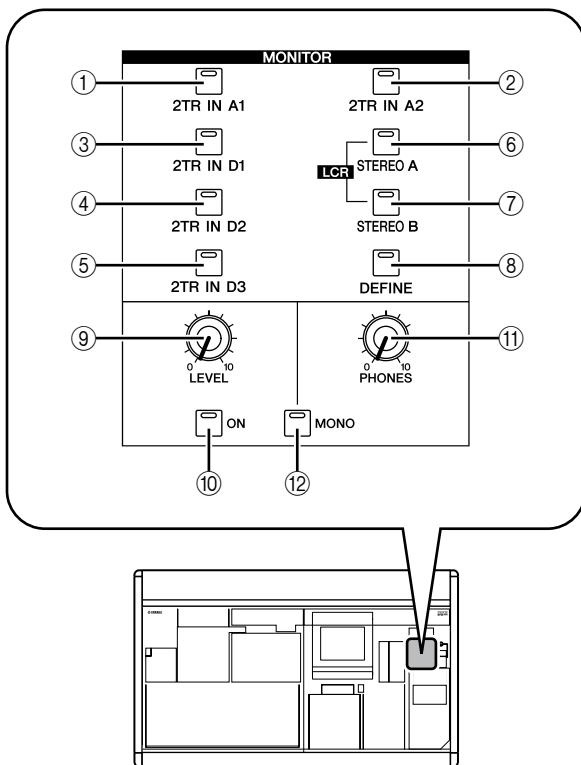 MONITOR
① ②
2TR IN A1 2TR IN A2
③ ⑥
2TR IN D1 STEREO A
LCR
④ ⑦
2TR IN D2 STEREO B
⑤ ⑧
2TR IN D3 DEFINE
⑨ ⑪
0 10 0 10
LEVEL PHONES
ON MONO
⑩ ⑫